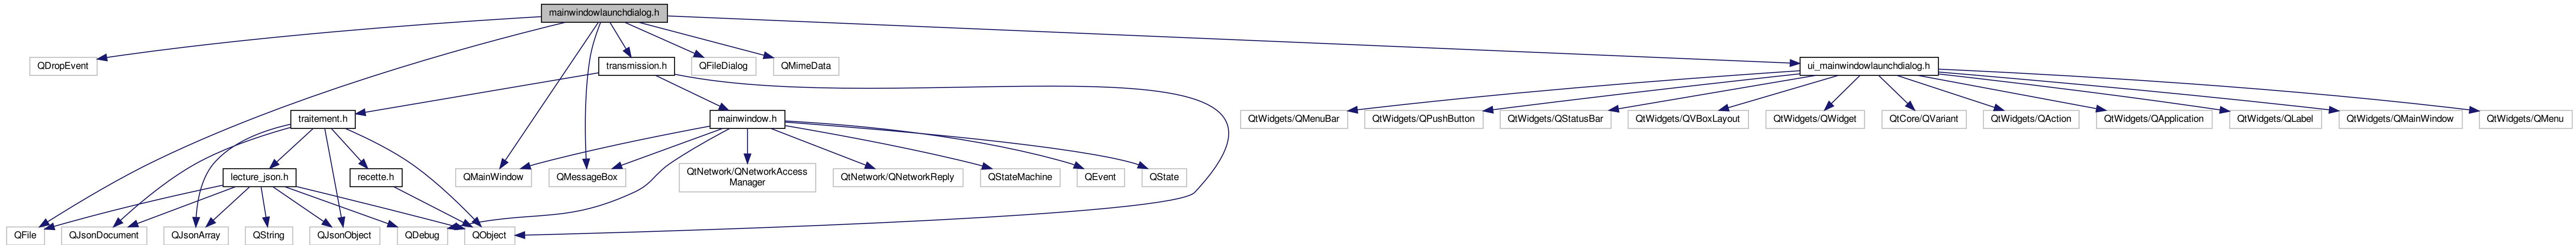 mainwindowlaunchdialog.h
QDropEvent
transmission.h
QFileDialog
QMimeData
ui_mainwindowlaunchdialog.h
traitement.h
mainwindow.h
QtWidgets/QMenuBar
QtWidgets/QPushButton
QtWidgets/QStatusBar
QtWidgets/QVBoxLayout
QtWidgets/QWidget
QtCore/QVariant
QtWidgets/QAction
QtWidgets/QApplication
QtWidgets/QLabel
QtWidgets/QMainWindow
QtWidgets/QMenu
lecture_json.h
recette.h
QMainWindow
QMessageBox
QtNetwork/QNetworkAccess
Manager
QtNetwork/QNetworkReply
QStateMachine
QEvent
QState
QFile
QJsonDocument
QJsonArray
QString
QJsonObject
QDebug
QObject